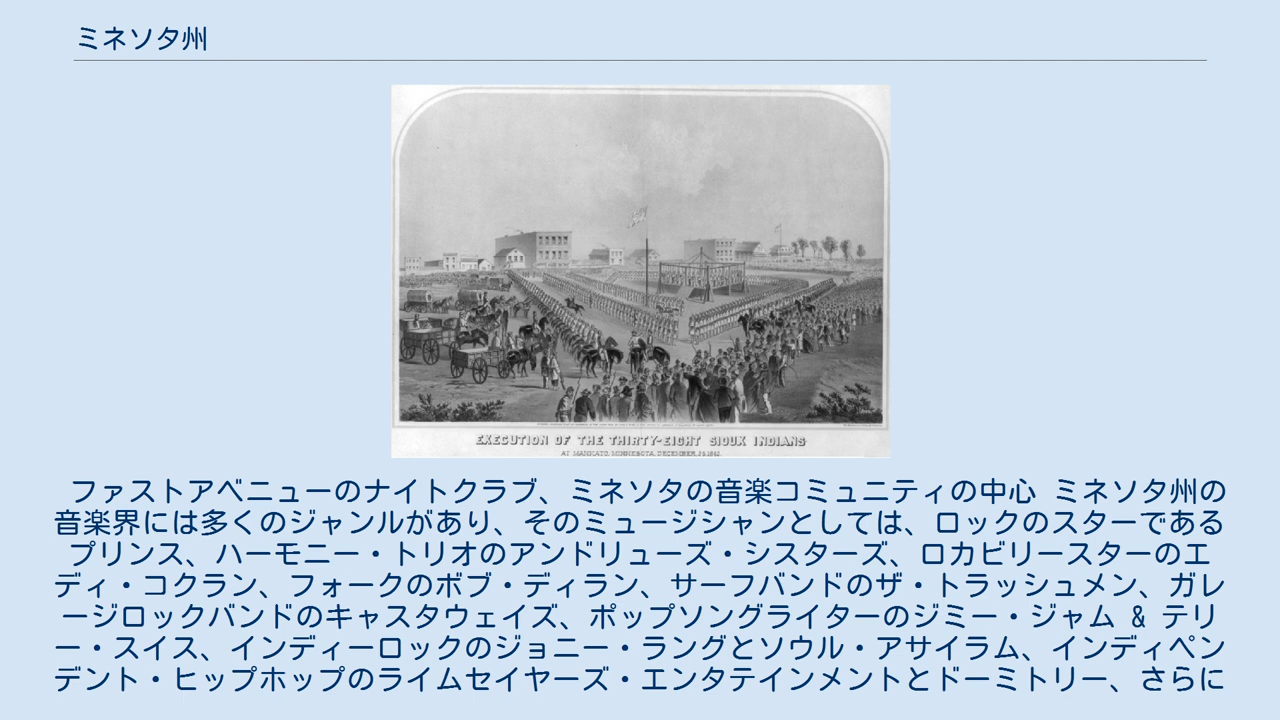 ミネソタ州
EXECUTION OF THE THIRTY-EIGHT SIOUX INDIANS
AT MANKATO, MINNESOTA, DECEMBER 26, 1862.
ファストアベニューのナイトクラブ、ミネソタの音楽コミュニティの中心 ミネソタ州の
音楽界には多くのジャンルがあり、そのミュージシャンとしては、ロックのスターである
プリンス、ハーモニー・トリオのアンドリューズ・シスターズ、ロカビリースターのエ
ディ・コクラン、フォークのボブ・ディラン、サーフバンドのザ・トラッシュメン、ガレ
ージロックバンドのキャスタウェイズ、ポップソングライターのジミー・ジャム & テリ
ー・スイス、インディーロックのジョニー・ラングとソウル・アサイラム、インディペン
デント・ヒップホップのライムセイヤーズ・エンタテインメントとドーミトリー、さらに